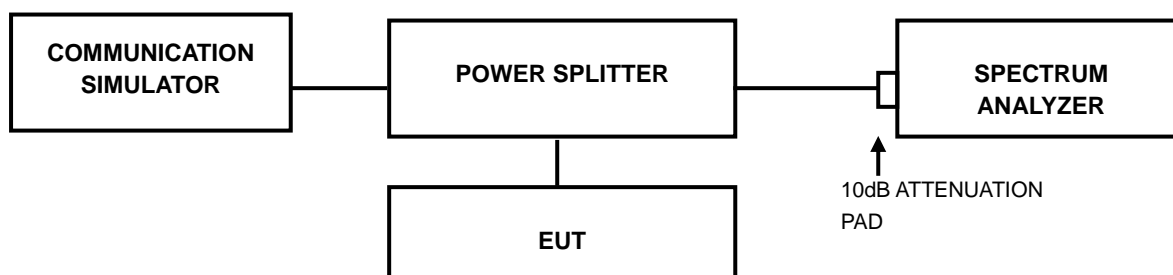 COMMUNICATION
SIMULATOR
POWER SPLITTER
SPECTRUM
ANALYZER
10dB ATTENUATION
PAD
EUT